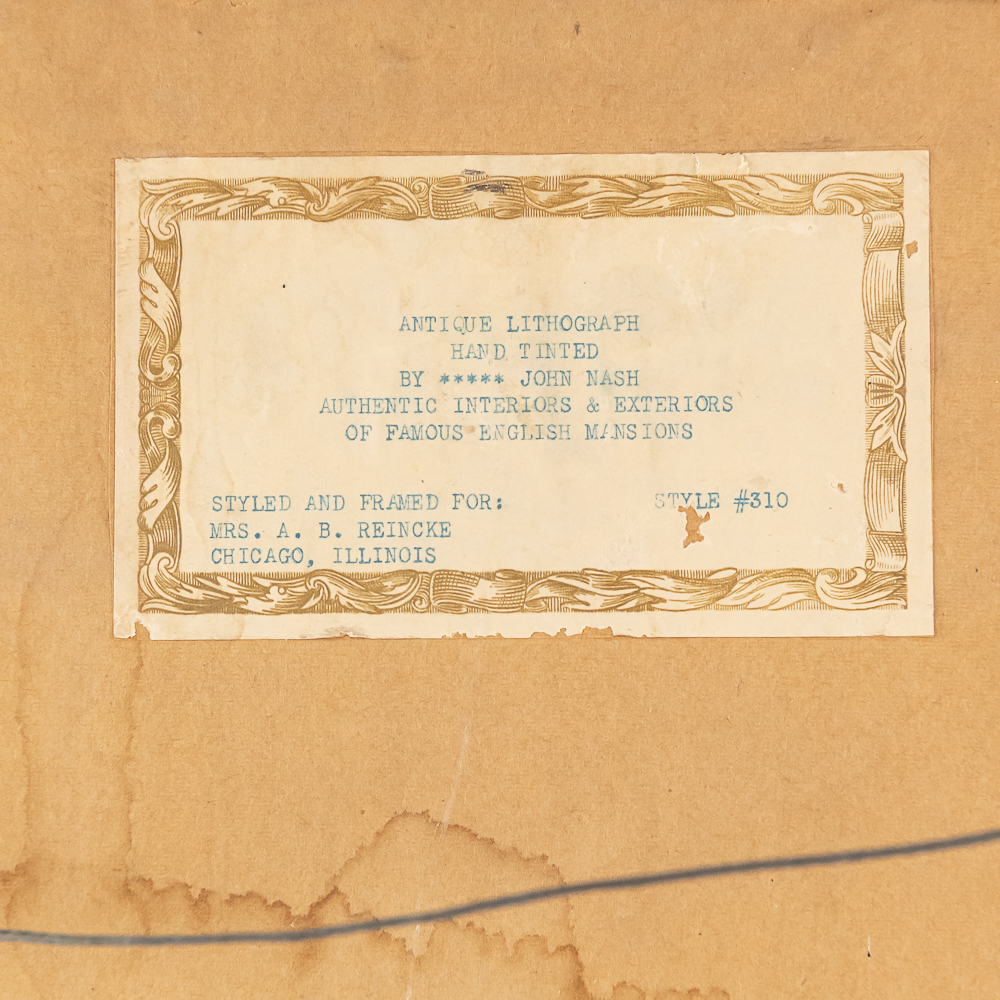 ANTIQUE LITHOGRAPH
HAND TINTED
BY ***** JOHN NASH
AUTHENTIC INTERIORS & EXTERIORS
OF FAMOUS ENGLISH MANSIONS
STYLED AND FRAMED FOR: STYLE #310
MRS. A. B. REINCKE
CHICAGO, ILLINOIS